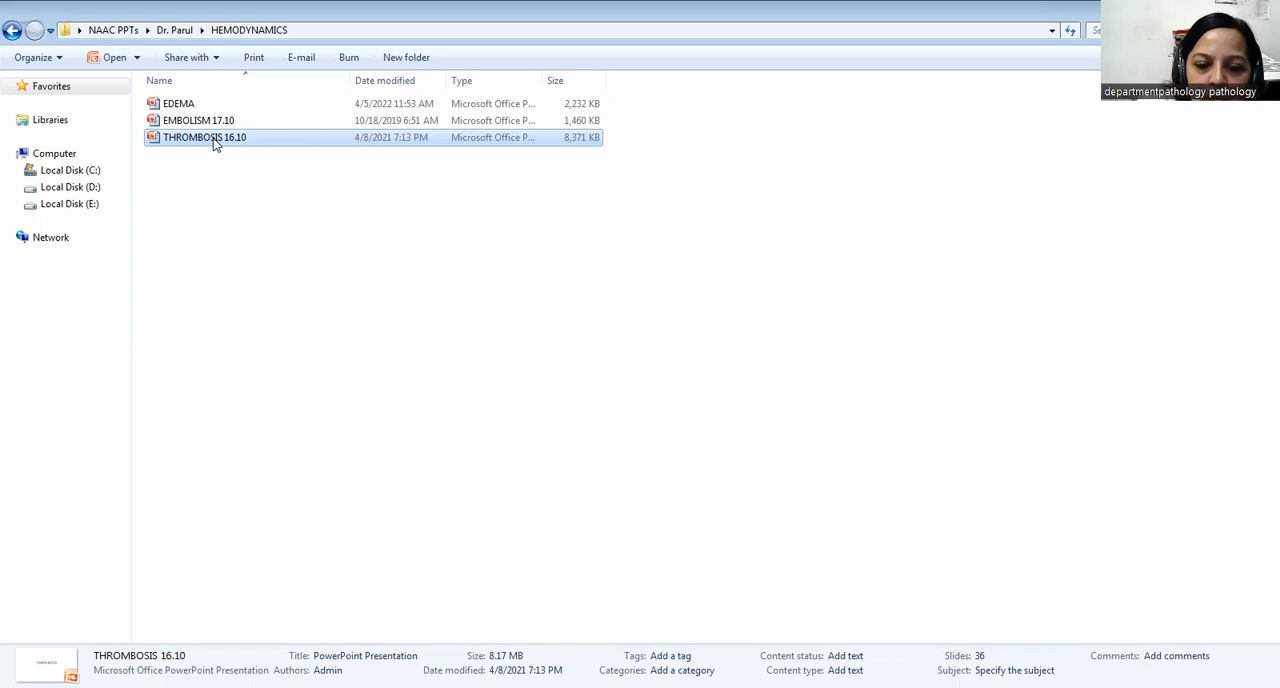 NAAC PPTs Dr. Parul HEMODYNAMICS
Organize Open Share with Print E-mail Burn New folder
Name Date modified Type Size
Favorites
Libraries
Computer
Local Disk (C:)
Local Disk (D:)
Local Disk (E:)
Network
EDEMA 4/5/2022 11:53 AM Microsoft Office P... 2,232 KB
EMBOLISM 17.10 10/18/2019 6:51 AM Microsoft Office P... 1,460 KB
THROMBOSIS 16.10 4/8/2021 7:13 PM Microsoft Office P... 8,371 KB
departmentpathology pathology
THROMBOSIS 16.10 Title: PowerPoint Presentation Size: 8.17 MB Tags: Add a tag Content status: Add text Slides: 36 Comments: Add comments
Microsoft Office PowerPoint Presentation Authors: Admin Date modified: 4/8/2021 7:13 PM Categories: Add a category Content type: Add text Subject: Specify the subject